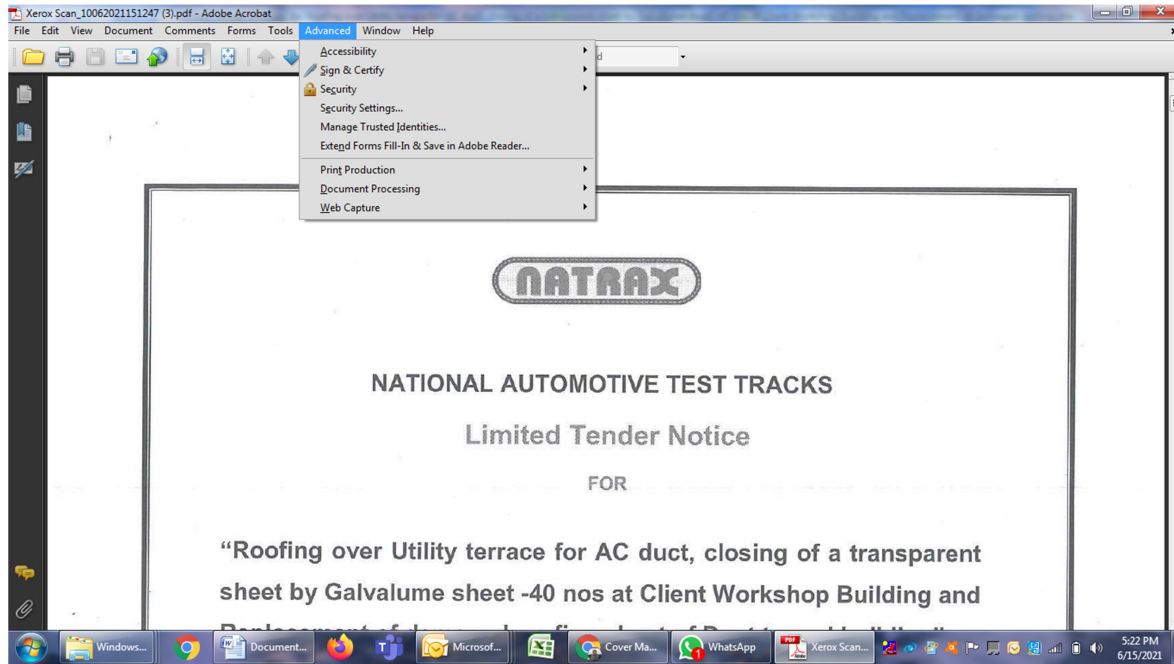 Xerox Scan_10062021151247 (3).pdf - Adobe Acrobat
File Edit View Document Comments Forms Tools Advanced Window Help
Accessibility
Sign & Certify
Security
Security Settings...
Manage Trusted Identities...
Extend Forms Fill-In & Save in Adobe Reader...
Print Production
Document Processing
Web Capture
NATRAX
NATIONAL AUTOMOTIVE TEST TRACKS
Limited Tender Notice
FOR
“Roofing over Utility terrace for AC duct, closing of a transparent
sheet by Galvalume sheet -40 nos at Client Workshop Building and
Windows... Document... Microsof... Cover Ma... 1 WhatsApp PDF Xerox Scan... 5:22 PM
6/15/2021